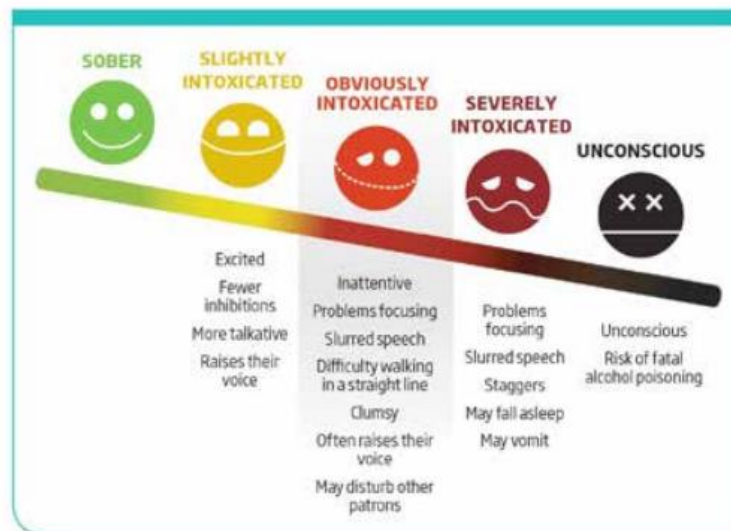 SOBER
SLIGHTLY
INTOXICATED
OBVIOUSLY
INTOXICATED
SEVERELY
INTOXICATED
UNCONSCIOUS
Excited
Fewer
inhibitions
More talkative
Raises their
voice
Inattentive
Problems focusing
Slurred speech
Difficulty walking
in a straight line
Clumsy
Often raises their
voice
May disturb other
patrons
Problems
focusing
Slurred speech
Staggers
May fall asleep
May vomit
Unconscious
Risk of fatal
alcohol poisoning